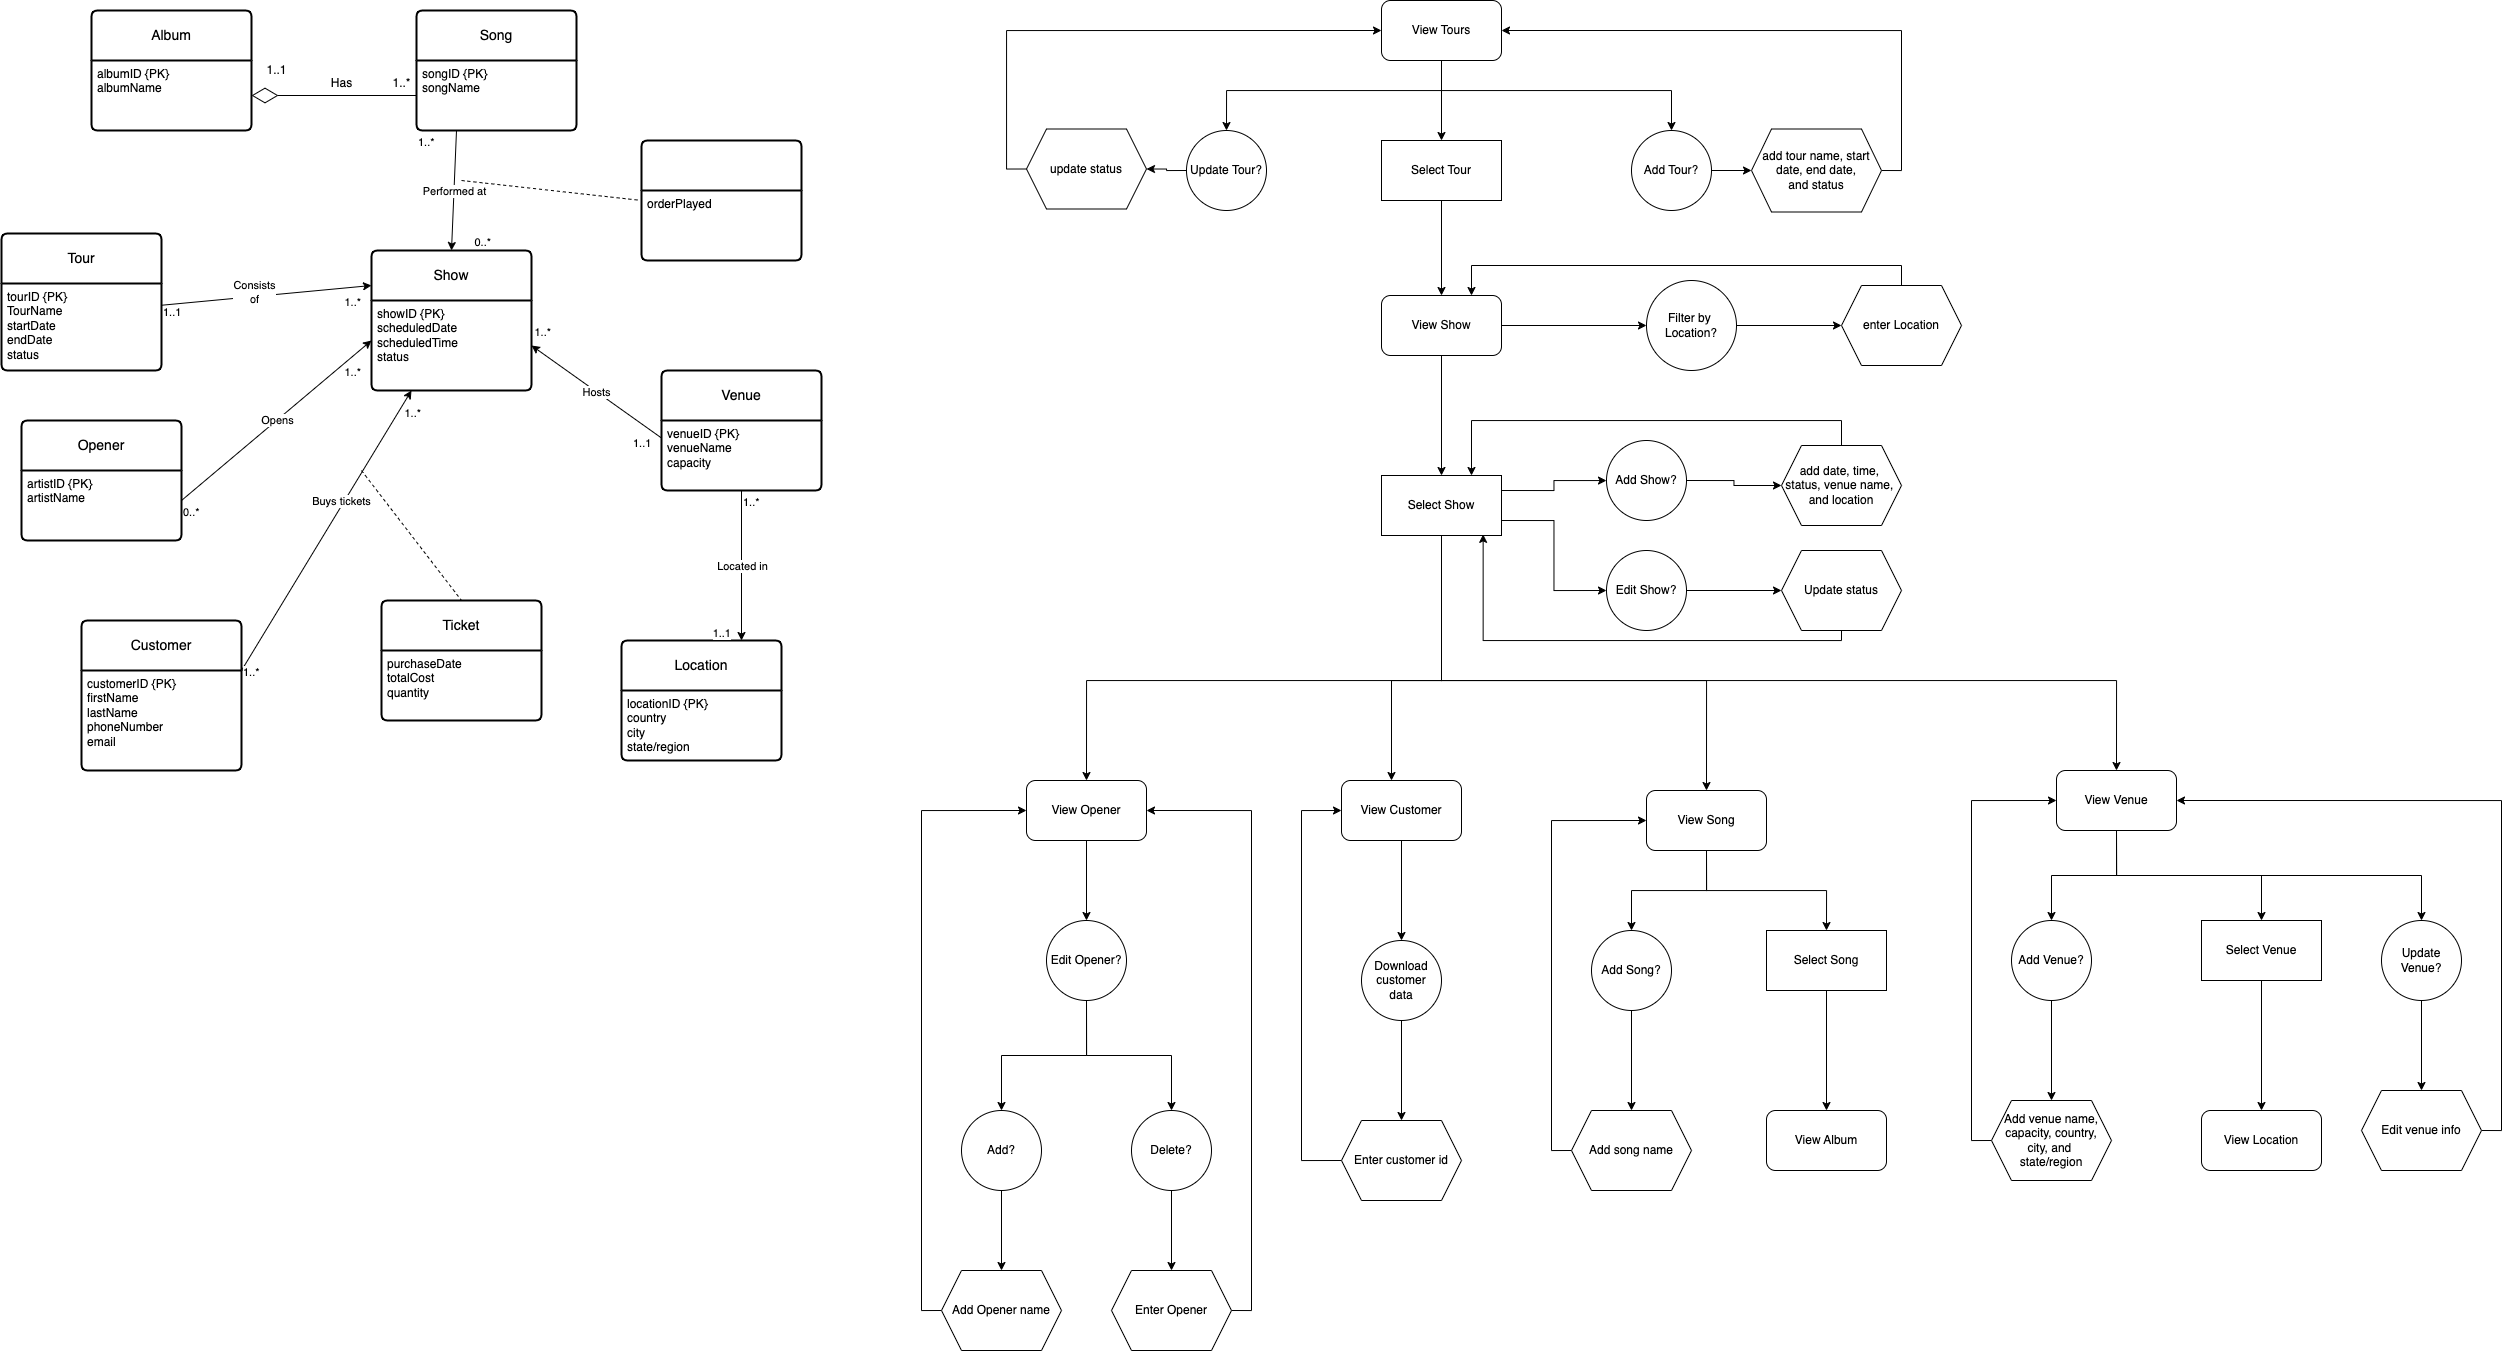 Album
albumID {PK}
albumName
1..1
Has
1..*
Song
songID {PK}
songName
1..*
Performed at
0..*
orderPlayed
Tour
tourID {PK}
TourName
startDate
endDate
status
1..1
Consists
of
1..*
Show
showID {PK}
scheduledDate
scheduledTime
status
1..*
Hosts
1..1
Venue
venueID {PK}
venueName
capacity
1..*
Located in
1..1
Location
locationID {PK}
country
city
state/region
Opener
artistID {PK}
artistName
0..*
Opens
1..*
1..*
Buys tickets
1..*
Customer
customerID {PK}
firstName
lastName
phoneNumber
email
Ticket
purchaseDate
totalCost
quantity
View Tours
update status
Update Tour?
Select Tour
Add Tour?
add tour name, start
date, end date,
and status
View Show
Filter by
Location?
enter Location
Select Show
Add Show?
add date, time,
status, venue name,
and location
Edit Show?
Update status
View Opener
Edit Opener?
Add?
Delete?
Add Opener name
Enter Opener
View Customer
Download
customer
data
Enter customer id
View Song
Add Song?
Select Song
Add song name
View Album
View Venue
Add Venue?
Select Venue
Update
Venue?
Add venue name,
capacity, country,
city, and
state/region
View Location
Edit venue info